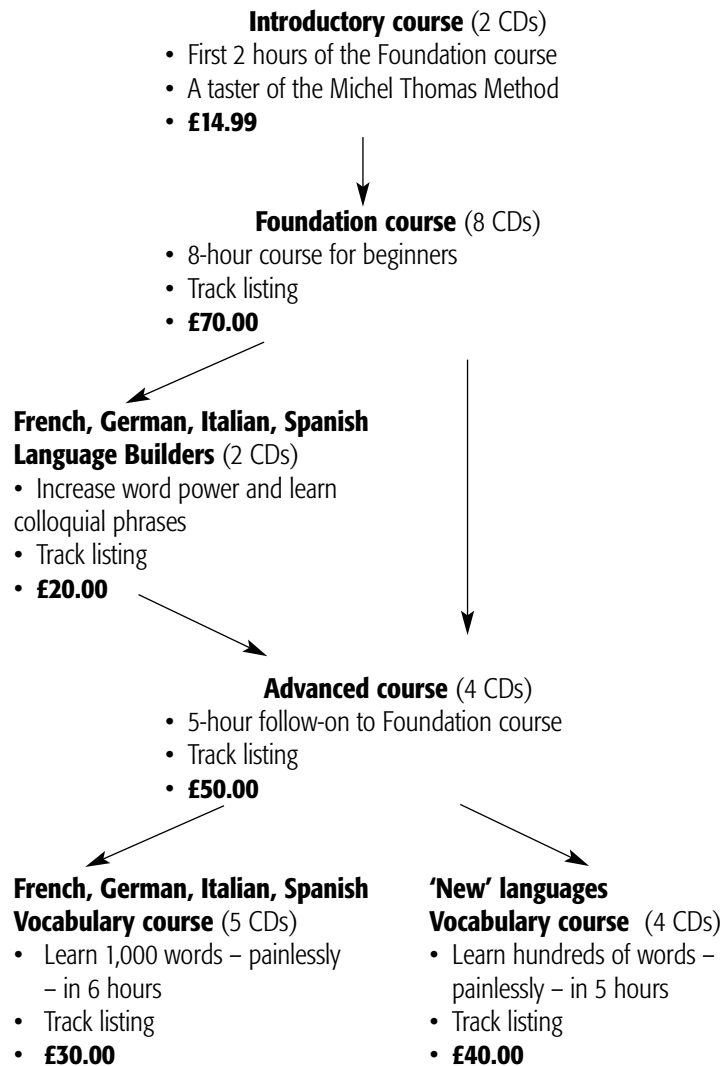 Introductory course (2 CDs)
• First 2 hours of the Foundation course
• A taster of the Michel Thomas Method
• £14.99
Foundation course (8 CDs)
• 8-hour course for beginners
• Track listing
• £70.00
French, German, Italian, Spanish
Language Builders (2 CDs)
• Increase word power and learn
colloquial phrases
• Track listing
• £20.00
Advanced course (4 CDs)
• 5-hour follow-on to Foundation course
• Track listing
• £50.00
French, German, Italian, Spanish
Vocabulary course (5 CDs)
• Learn 1,000 words – painlessly
– in 6 hours
• Track listing
• £30.00
‘New’ languages
Vocabulary course (4 CDs)
• Learn hundreds of words –
painlessly – in 5 hours
• Track listing
• £40.00